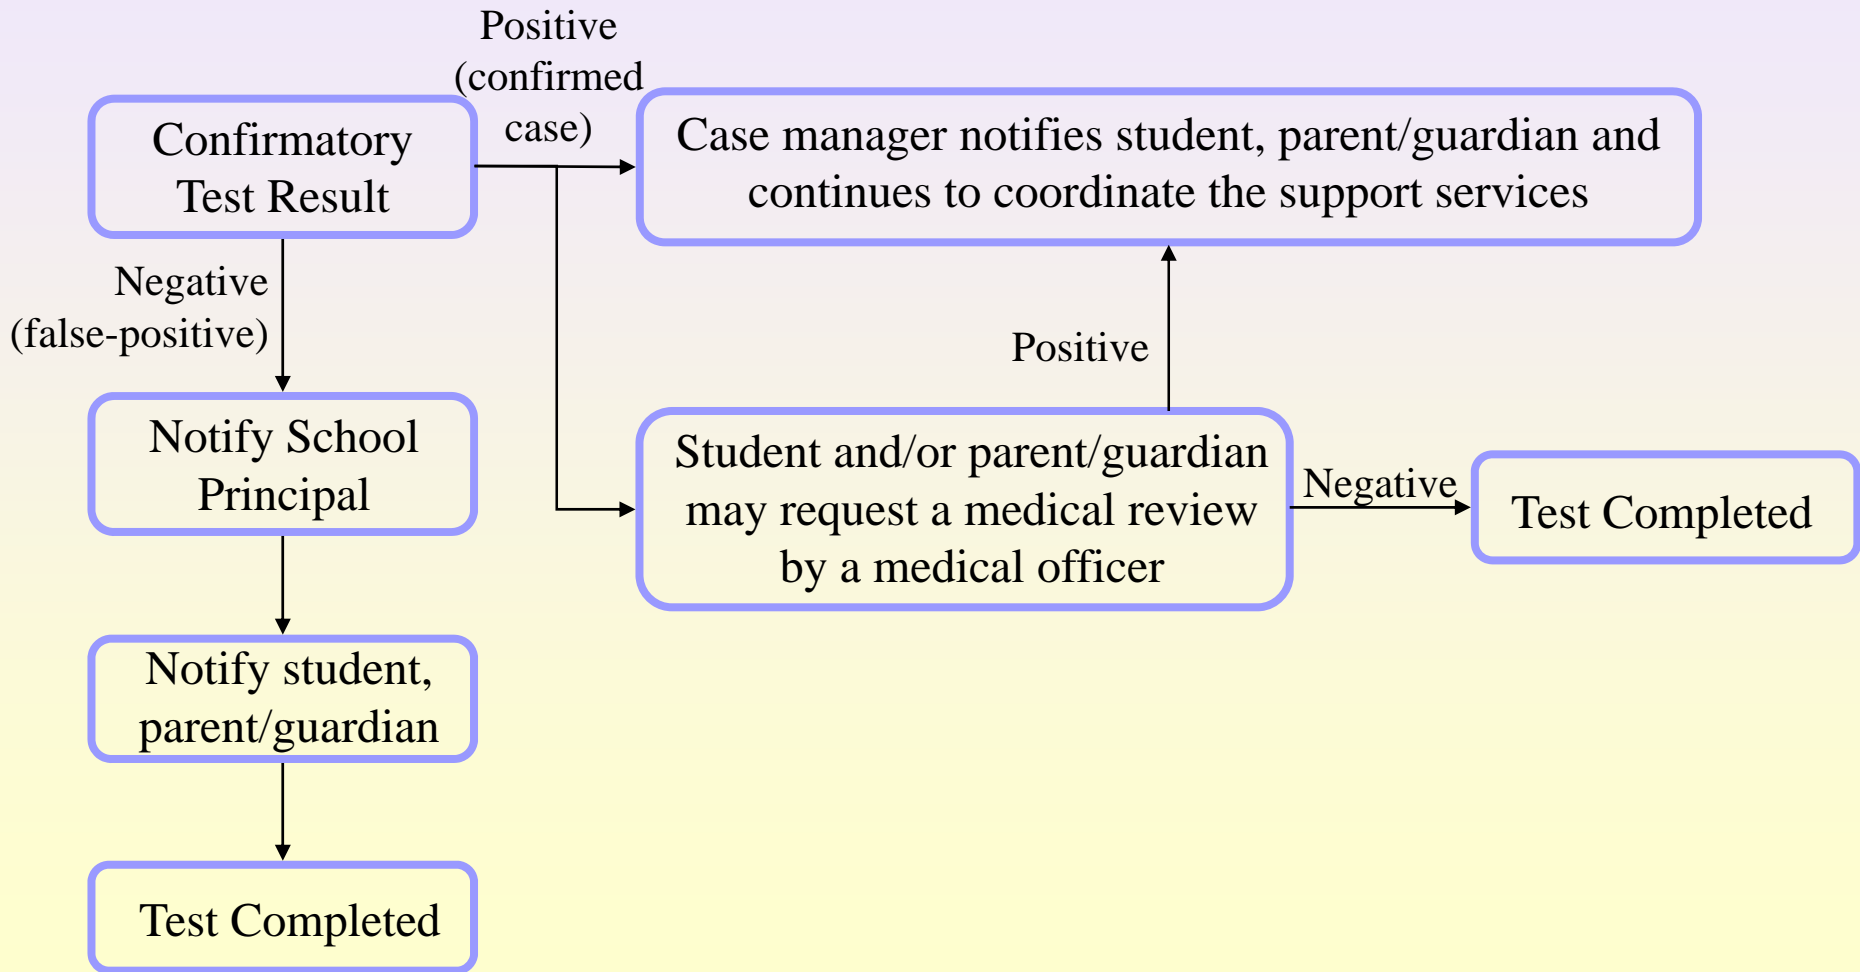 Positive
(confirmed
case)
Confirmatory
Test Result
Case manager notifies student, parent/guardian and
continues to coordinate the support services
Negative
(false-positive)
Positive
Notify School
Principal
Student and/or parent/guardian
may request a medical review
by a medical officer
Negative
Test Completed
Notify student,
parent/guardian
Test Completed